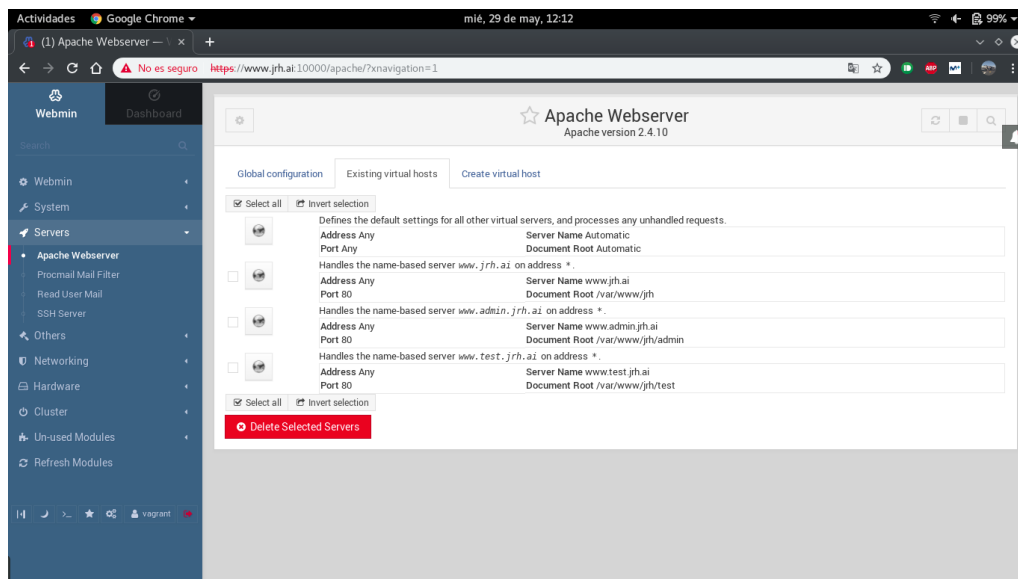 Actividades Google Chrome mié, 29 de may, 12:12 99%
(1) Apache Webserver — \
No es seguro https://www.jrh.ai:10000/apache/?xnavigation=1
ABP
Webmin
Dashboard
Search
Webmin
System
Servers
Apache Webserver
Procmail Mail Filter
Read User Mail
SSH Server
Others
Networking
Hardware
Cluster
Un-used Modules
Refresh Modules
vagrant
Apache Webserver
Apache version 2.4.10
Global configuration Existing virtual hosts Create virtual host
Select all Invert selection
Defines the default settings for all other virtual servers, and processes any unhandled requests.
Address Any Server Name Automatic
Port Any Document Root Automatic
Handles the name-based server www.jrh.ai on address *.
Address Any Server Name www.jrh.ai
Port 80 Document Root /var/www/jrh
Handles the name-based server www.admin.jrh.ai on address *.
Address Any Server Name www.admin.jrh.ai
Port 80 Document Root /var/www/jrh/admin
Handles the name-based server www.test.jrh.ai on address *.
Address Any Server Name www.test.jrh.ai
Port 80 Document Root /var/www/jrh/test
Select all Invert selection
Delete Selected Servers